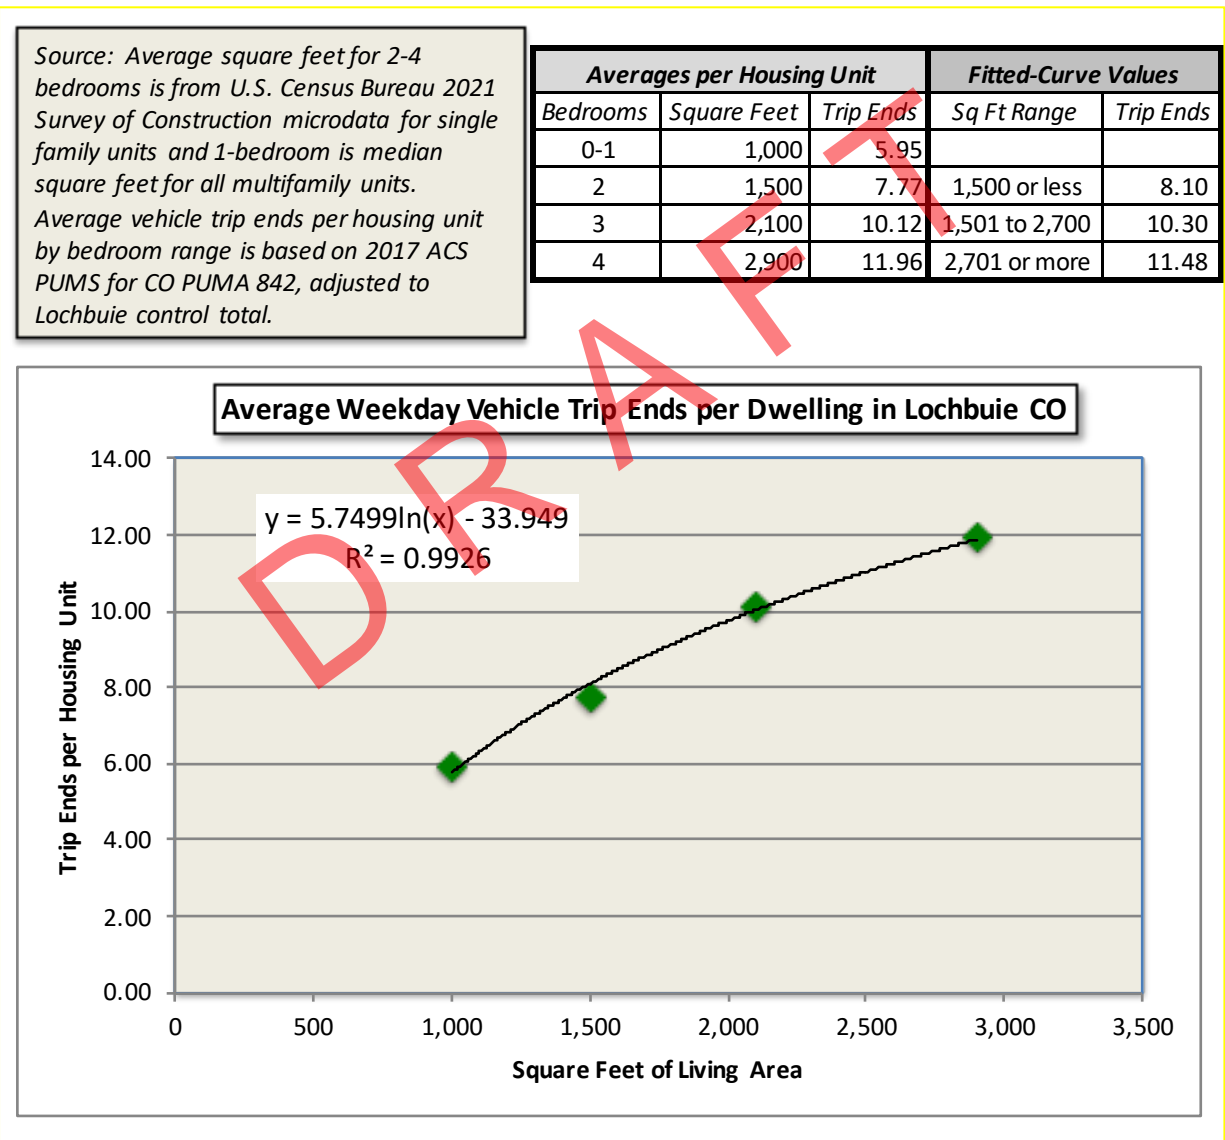 Source: Average square feet for 2-4
bedrooms is from U.S. Census Bureau 2021
Survey of Construction microdata for single
family units and 1-bedroom is median
square feet for all multifamily units.
Average vehicle trip ends per housing unit
by bedroom range is based on 2017 ACS
PUMS for CO PUMA 842, adjusted to
Lochbuie control total.
Averages per Housing Unit Fitted-Curve Values
Bedrooms Square Feet Trip Ends Sq Ft Range Trip Ends
0-1 1,000 5.95
2 1,500 7.77 1,500 or less 8.10
3 2,100 10.12 1,501 to 2,700 10.30
4 2,900 11.96 2,701 or more 11.48
DRAFT
Average Weekday Vehicle Trip Ends per Dwelling in Lochbuie CO
y = 5.7499ln(x) - 33.949
R² = 0.9926
Trip Ends per Housing Unit
14.00
12.00
10.00
8.00
6.00
4.00
2.00
0.00
0 500 1,000 1,500 2,000 2,500 3,000 3,500
Square Feet of Living Area